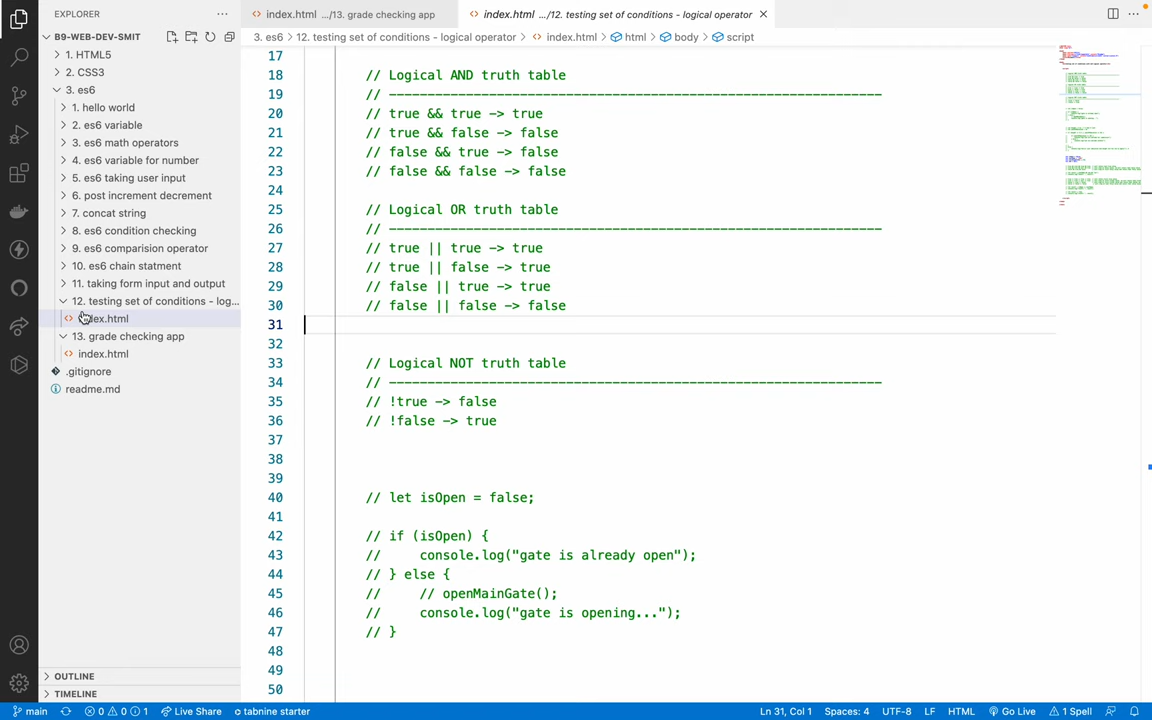 EXPLORER
index.html .../13. grade checking app
index.html .../12. testing set of conditions - logical operator
B9-WEB-DEV-SMIT
3. es6 > 12. testing set of conditions - logical operator > index.html > html > body > script
1. HTML5
2. CSS3
3. es6
1. hello world
2. es6 variable
3. es6 math operators
4. es6 variable for number
5. es6 taking user input
6. post increment decrement
7. concat string
8. es6 condition checking
9. es6 comparision operator
10. es6 chain statment
11. taking form input and output
12. testing set of conditions - log...
index.html
13. grade checking app
index.html
.gitignore
readme.md
OUTLINE
TIMELINE
17
18 // Logical AND truth table
19 // ----------------------------------------------------------------
20 // true && true -> true
21 // true && false -> false
22 // false && true -> false
23 // false && false -> false
24
25 // Logical OR truth table
26 // ----------------------------------------------------------------
27 // true || true -> true
28 // true || false -> true
29 // false || true -> true
30 // false || false -> false
31
32
33 // Logical NOT truth table
34 // ----------------------------------------------------------------
35 // !true -> false
36 // !false -> true
37
38
39
40 // let isOpen = false;
41
42 // if (isOpen) {
43 //     console.log("gate is already open");
44 // } else {
45 //     // openMainGate();
46 //     console.log("gate is opening...");
47 // }
48
49
50
main 0 0 1 Live Share tabnine starter Ln 31, Col 1 Spaces: 4 UTF-8 LF HTML Go Live 1 Spell